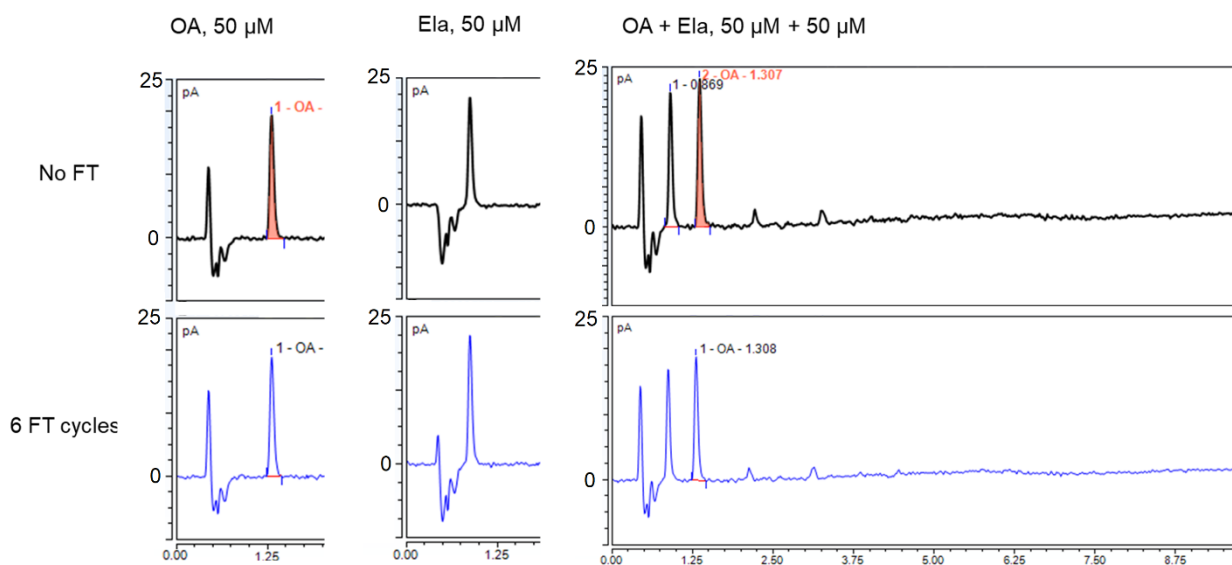 OA, 50 µM
Ela, 50 µM
OA + Ela, 50 µM + 50 µM
No FT
25
pA
1 - OA -
0
25
pA
0
25
pA
1 - 0.869
2 - OA - 1.307
0
6 FT cycles
25
pA
1 - OA -
0
0.00
1.25
25
pA
0
0.00
1.25
25
pA
1 - OA - 1.308
0
0.00
1.25
2.50
3.75
5.00
6.25
7.50
8.75